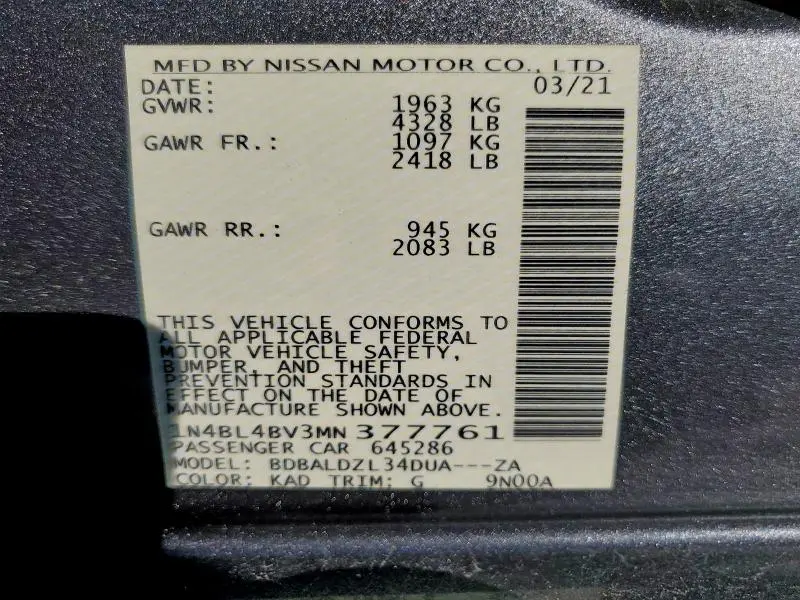 MFD BY NISSAN MOTOR CO., LTD.
DATE: 03/21
GVWR: 1963 KG
4328 LB
GAWR FR.: 1097 KG
2418 LB
GAWR RR.: 945 KG
2083 LB
THIS VEHICLE CONFORMS TO
ALL APPLICABLE FEDERAL
MOTOR VEHICLE SAFETY,
BUMPER, AND THEFT
PREVENTION STANDARDS IN
EFFECT ON THE DATE OF
MANUFACTURE SHOWN ABOVE.
1N4BL4BV3MN377761
PASSENGER CAR 645286
MODEL: BDBALDZL34DUA---ZA
COLOR: KAD TRIM: G 9N00A